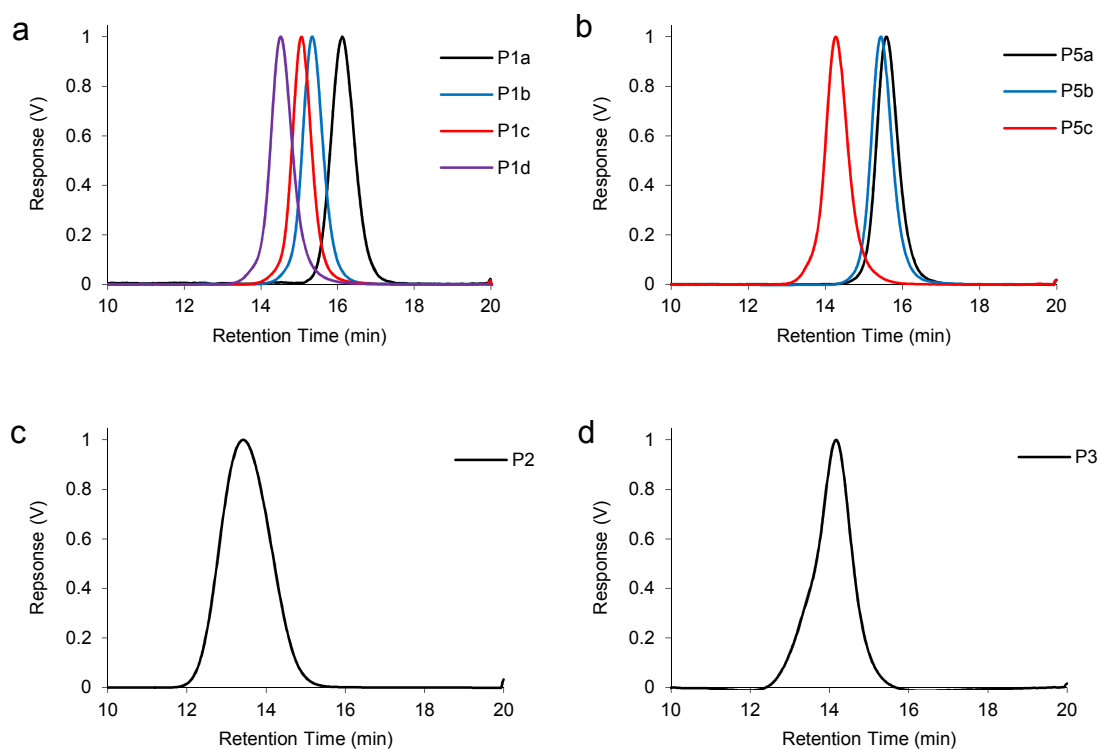 a
Response (V)
1
0.8
0.6
0.4
0.2
0
10 12 14 16 18 20
Retention Time (min)
P1a
P1b
P1c
P1d
b
Response (V)
1
0.8
0.6
0.4
0.2
0
10 12 14 16 18 20
Retention Time (min)
P5a
P5b
P5c
c
Repsonse (V)
1
0.8
0.6
0.4
0.2
0
10 12 14 16 18 20
Retention Time (min)
P2
d
Response (V)
1
0.8
0.6
0.4
0.2
0
10 12 14 16 18 20
Retention Time (min)
P3